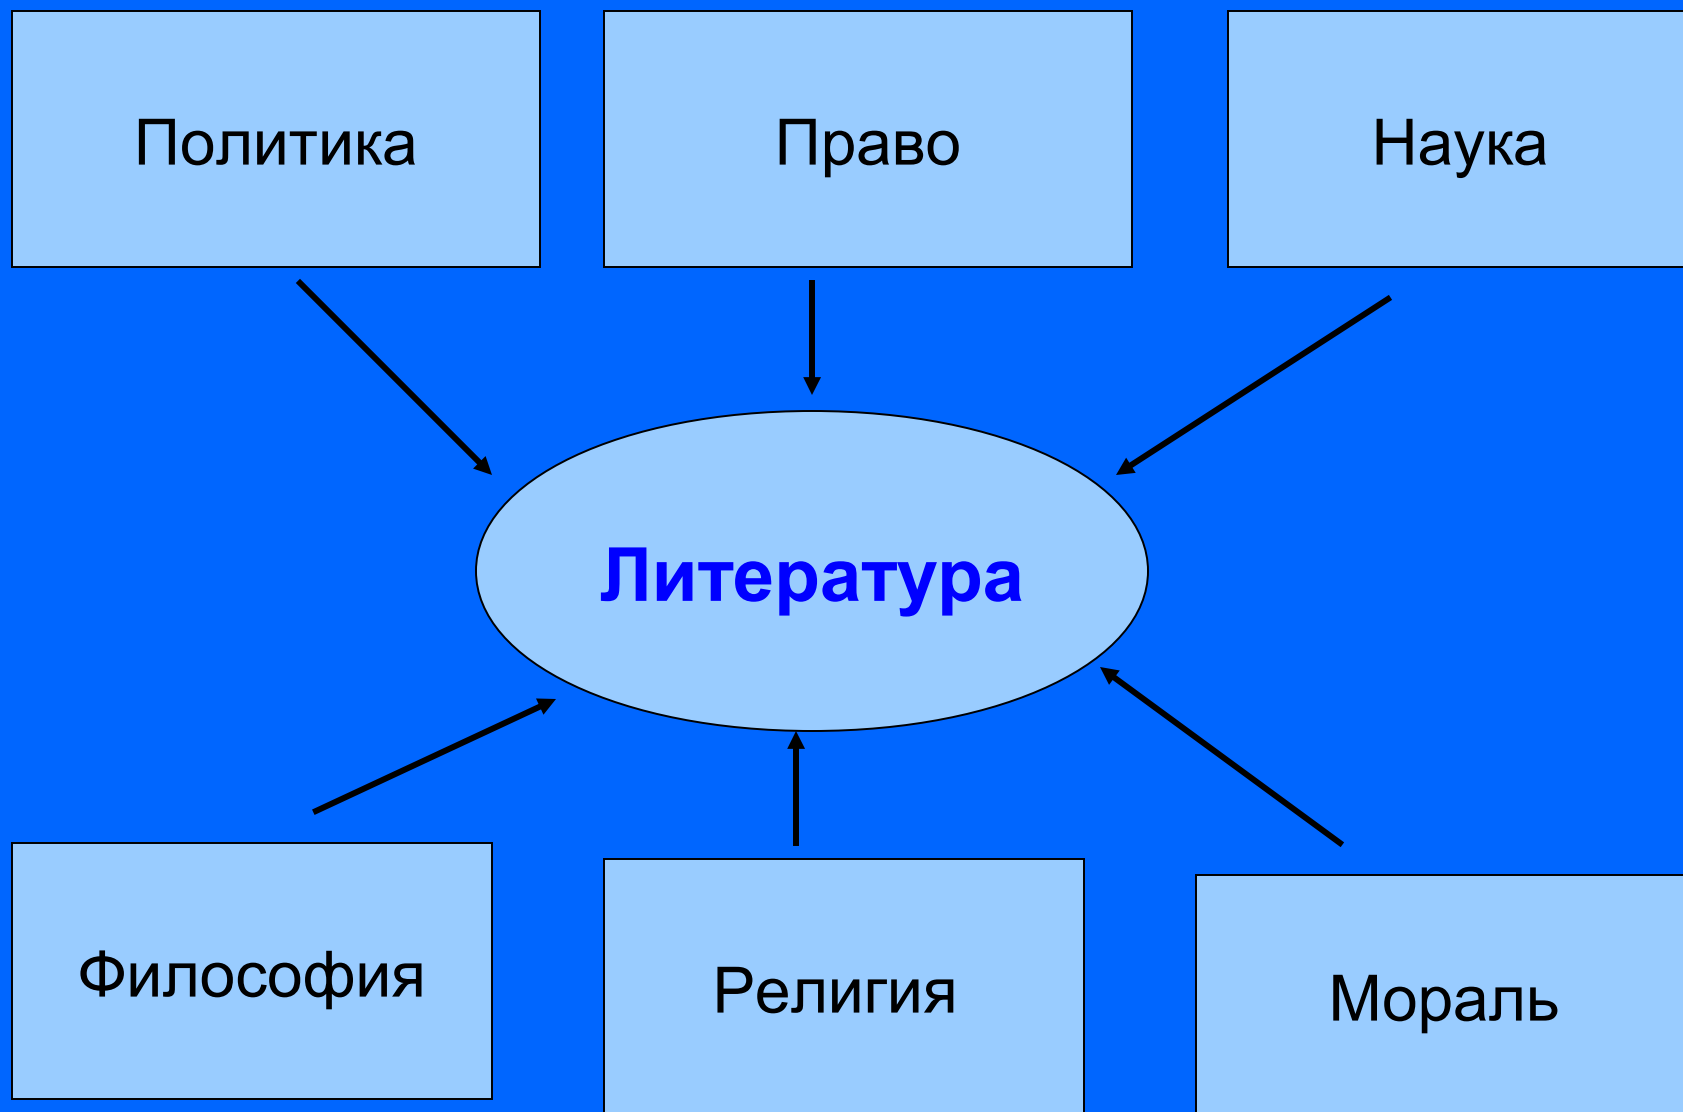 Политика
Право
Наука
Литература
Философия
Религия
Мораль